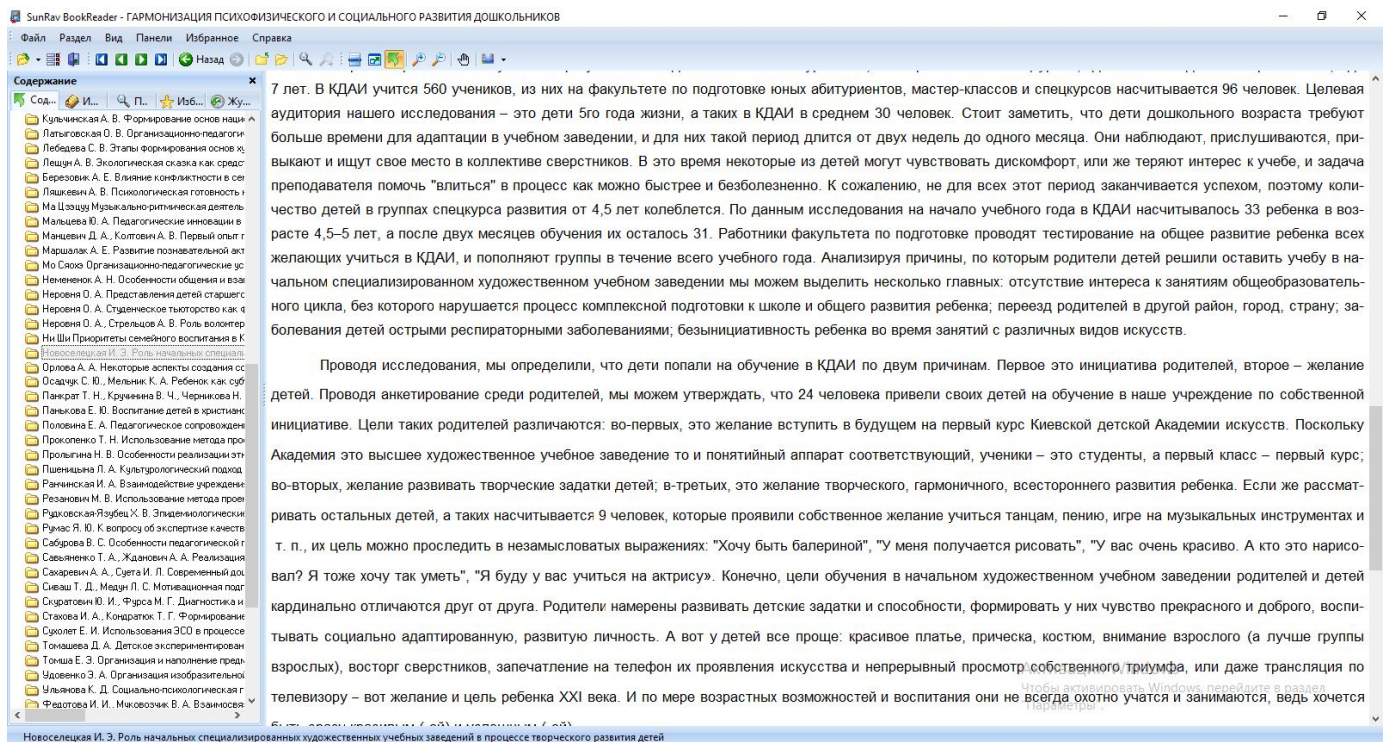 SunRav BookReader - ГАРМОНИЗАЦИЯ ПСИХОФИЗИЧЕСКОГО И СОЦИАЛЬНОГО РАЗВИТИЯ ДОШКОЛЬНИКОВ
Файл Раздел Вид Панели Избранное Справка
Назад
Содержание
Сод... И... П.. Изб... Жу...
Кульчинская А. В. Формирование основ наци
Латыговская О. В. Организационно-педагогич
Лебедева С. В. Этапы формирования основ х
Лещун А. В. Экологическая сказка как средс
Березовик А. Е. Влияние конфликтности в се
Ляшкевич А. В. Психологическая готовность
Ма Цзэцуу Музыкально-ритмическая деятель
Мальцева Ю. А. Педагогические инновации в
Манцевич Д. А., Колтович А. В. Первый опыт
Маршалак А. Е. Развитие познавательной акт
Мо Сяоюэ Организационно-педагогические ус
Немененок А. Н. Особенности общения и вза
Неровня О. А. Представления детей старшег
Неровня О. А. Студенческое тьюторство как
Неровня О. А., Стрельцов А. В. Роль волонтер
Ни Ши Приоритеты семейного воспитания в К
Новоселецкая И. Э. Роль начальных специал
Орлова А. А. Некоторые аспекты создания сс
Осадчук С. Ю., Мельник К. А. Ребенок как суб
Панкрат Т. Н., Кручинина В. Ч., Черникова Н.
Панькова Е. Ю. Воспитание детей в христиан
Половина Е. А. Педагогическое сопровожден
Прокопенко Т. Н. Использование метода про
Пролыгина Н. В. Особенности реализации эт
Пшеницына Л. А. Культурологический подход
Ранчинская И. А. Взаимодействие учрежден
Резанович М. В. Использование метода прое
Рудковская-Язубец Х. В. Эпидемиологически
Румас Я. Ю. К вопросу об экспертизе качеств
Сабурова В. С. Особенности педагогической
Савьяненко Т. А., Жданович А. А. Реализация
Сахаревич А. А., Суета И. Л. Современный до
Сиваш Т. Д., Медун Л. С. Мотивационная подг
Скуратович Ю. И., Фурса М. Г. Диагностика и
Стахова И. А., Кондратюк Т. Г. Формирование
Сухолет Е. И. Использования ЭСО в процессе
Томашева Д. А. Детское экспериментирован
Томша Е. Э. Организация и наполнение пред
Удовенко Э. А. Организация изобразительно
Ульянова К. Д. Социально-психологическая г
Федотова И. И., Муковозчик В. А. Взаимосвя
7 лет. В КДАИ учится 560 учеников, из них на факультете по подготовке юных абитуриентов, мастер-классов и спецкурсов насчитывается 96 человек. Целевая
аудитория нашего исследования – это дети 5го года жизни, а таких в КДАИ в среднем 30 человек. Стоит заметить, что дети дошкольного возраста требуют
больше времени для адаптации в учебном заведении, и для них такой период длится от двух недель до одного месяца. Они наблюдают, прислушиваются, при-
выкают и ищут свое место в коллективе сверстников. В это время некоторые из детей могут чувствовать дискомфорт, или же теряют интерес к учебе, и задача
преподавателя помочь "влиться" в процесс как можно быстрее и безболезненно. К сожалению, не для всех этот период заканчивается успехом, поэтому коли-
чество детей в группах спецкурса развития от 4,5 лет колеблется. По данным исследования на начало учебного года в КДАИ насчитывалось 33 ребенка в воз-
расте 4,5–5 лет, а после двух месяцев обучения их осталось 31. Работники факультета по подготовке проводят тестирование на общее развитие ребенка всех
желающих учиться в КДАИ, и пополняют группы в течение всего учебного года. Анализируя причины, по которым родители детей решили оставить учебу в на-
чальном специализированном художественном учебном заведении мы можем выделить несколько главных: отсутствие интереса к занятиям общеобразователь-
ного цикла, без которого нарушается процесс комплексной подготовки к школе и общего развития ребенка; переезд родителей в другой район, город, страну; за-
болевания детей острыми респираторными заболеваниями; безынициативность ребенка во время занятий с различных видов искусств.
Проводя исследования, мы определили, что дети попали на обучение в КДАИ по двум причинам. Первое это инициатива родителей, второе – желание
детей. Проводя анкетирование среди родителей, мы можем утверждать, что 24 человека привели своих детей на обучение в наше учреждение по собственной
инициативе. Цели таких родителей различаются: во-первых, это желание вступить в будущем на первый курс Киевской детской Академии искусств. Поскольку
Академия это высшее художественное учебное заведение то и понятийный аппарат соответствующий, ученики – это студенты, а первый класс – первый курс;
во-вторых, желание развивать творческие задатки детей; в-третьих, это желание творческого, гармоничного, всестороннего развития ребенка. Если же рассмат-
ривать остальных детей, а таких насчитывается 9 человек, которые проявили собственное желание учиться танцам, пению, игре на музыкальных инструментах и
т. п., их цель можно проследить в незамысловатых выражениях: "Хочу быть балериной", "У меня получается рисовать", "У вас очень красиво. А кто это нарисо-
вал? Я тоже хочу так уметь", "Я буду у вас учиться на актрису». Конечно, цели обучения в начальном художественном учебном заведении родителей и детей
кардинально отличаются друг от друга. Родители намерены развивать детские задатки и способности, формировать у них чувство прекрасного и доброго, воспи-
тывать социально адаптированную, развитую личность. А вот у детей все проще: красивое платье, прическа, костюм, внимание взрослого (а лучше группы
взрослых), восторг сверстников, запечатление на телефон их проявления искусства и непрерывный просмотр собственного триумфа, или даже трансляция по
телевизору – вот желание и цель ребенка XXI века. И по мере возрастных возможностей и воспитания они не всегда охотно учатся и занимаются, ведь хочется
Чтобы активировать Windows, перейдите в раздел
Параметры".
Новоселецкая И. Э. Роль начальных специализированных художественных учебных заведений в процессе творческого развития детей